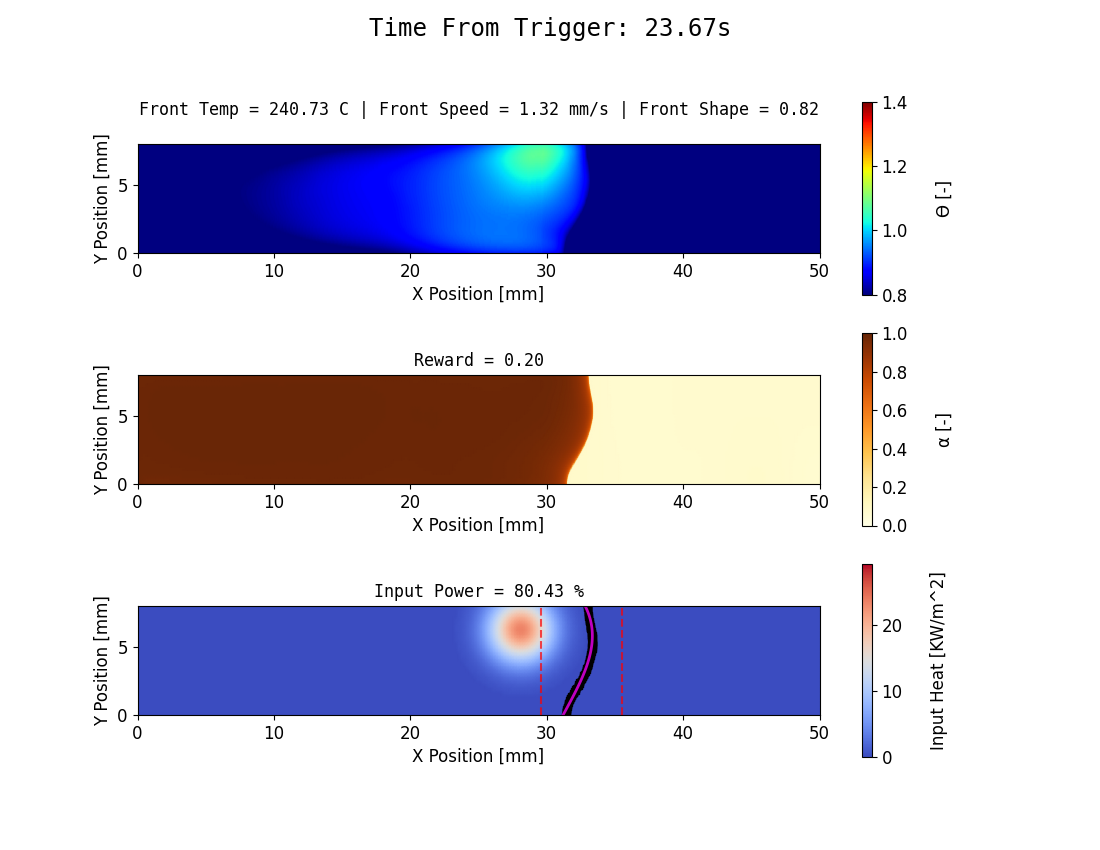 Time From Trigger: 23.67s
Front Temp = 240.73 C | Front Speed = 1.32 mm/s | Front Shape = 0.82
Y Position [mm]
5
0
0 10 20 30 40 50
X Position [mm]
1.4
1.2
1.0
0.8
Θ [-]
Reward = 0.20
Y Position [mm]
5
0
0 10 20 30 40 50
X Position [mm]
1.0
0.8
0.6
0.4
0.2
0.0
α [-]
Input Power = 80.43 %
Y Position [mm]
5
0
0 10 20 30 40 50
X Position [mm]
20
10
0
Input Heat [KW/m^2]